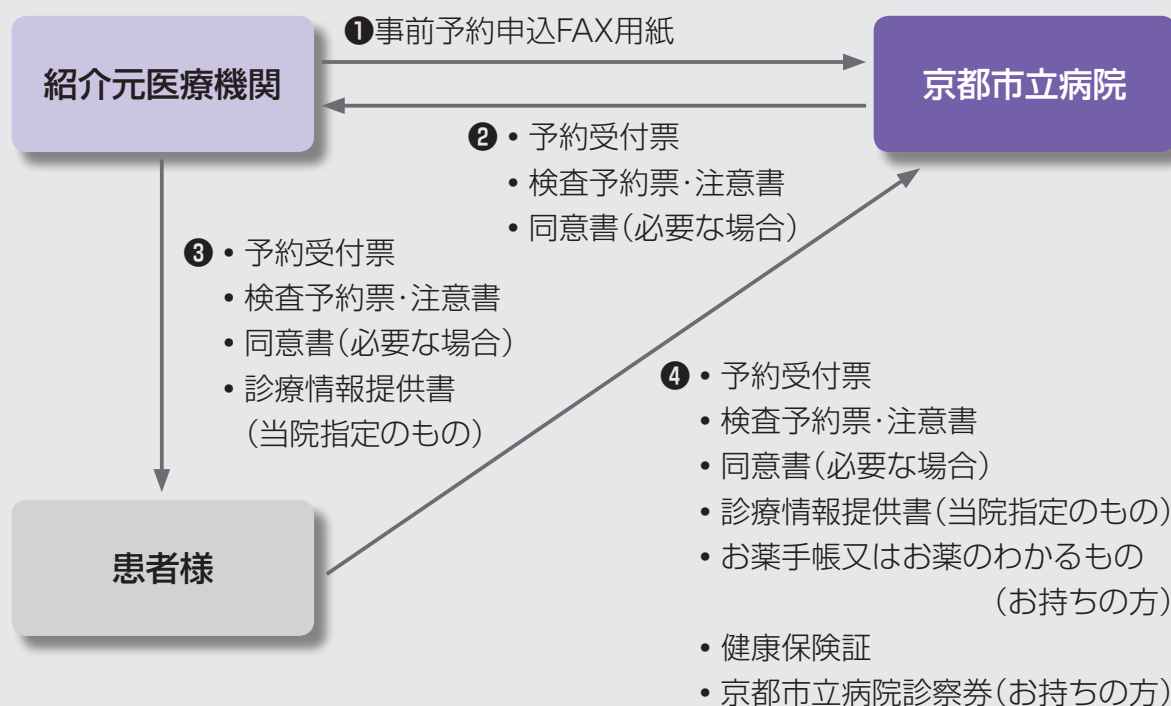 ❶事前予約申込FAX用紙
紹介元医療機関
京都市立病院
❷• 予約受付票
• 検査予約票·注意書
• 同意書(必要な場合)
❸• 予約受付票
• 検査予約票·注意書
• 同意書(必要な場合)
• 診療情報提供書
(当院指定のもの)
患者様
❹• 予約受付票
• 検査予約票·注意書
• 同意書(必要な場合)
• 診療情報提供書(当院指定のもの)
• お薬手帳又はお薬のわかるもの
(お持ちの方)
• 健康保険証
• 京都市立病院診察券(お持ちの方)